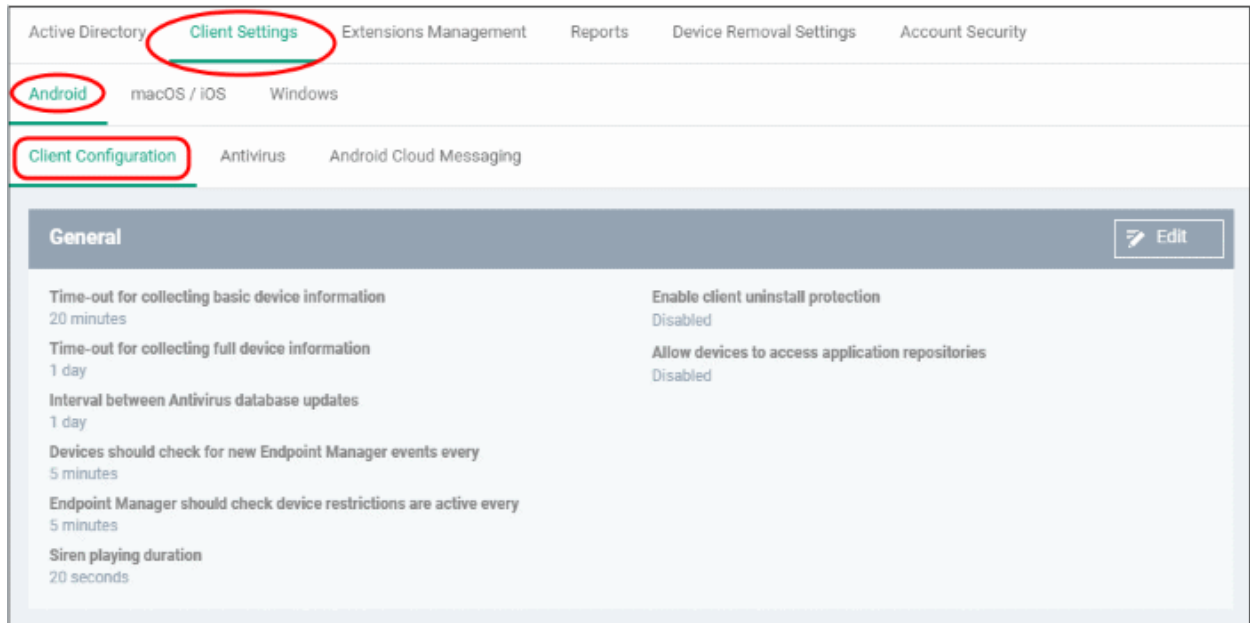 Active Directory Client Settings Extensions Management Reports Device Removal Settings Account Security
Android macOS / iOS Windows
Client Configuration Antivirus Android Cloud Messaging
General Edit
Time-out for collecting basic device information
20 minutes
Time-out for collecting full device information
1 day
Interval between Antivirus database updates
1 day
Devices should check for new Endpoint Manager events every
5 minutes
Endpoint Manager should check device restrictions are active every
5 minutes
Siren playing duration
20 seconds
Enable client uninstall protection
Disabled
Allow devices to access application repositories
Disabled